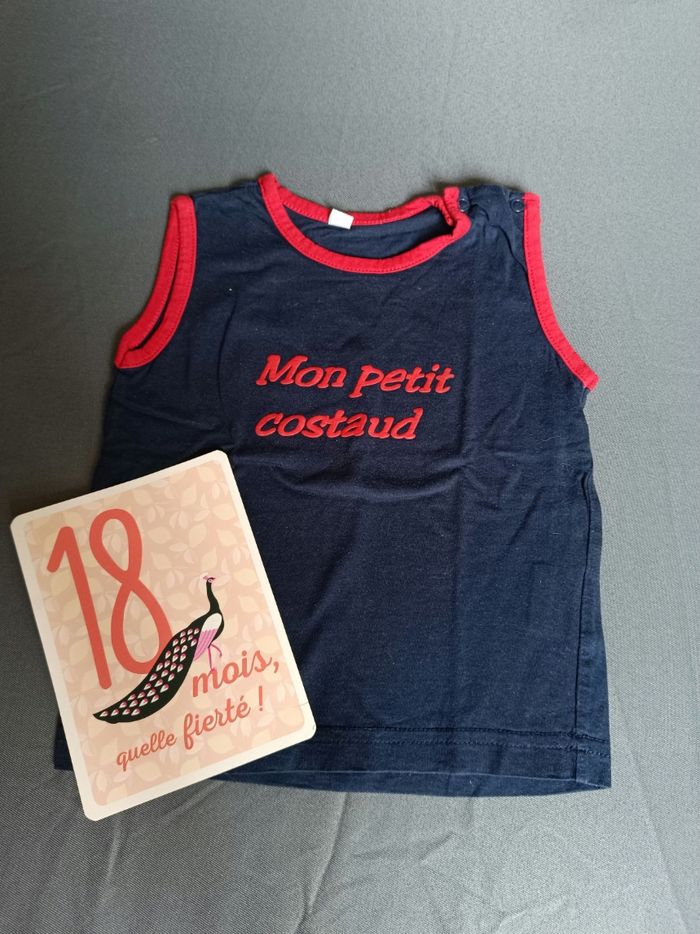 Mon petit
costaud
18
mois,
quelle fierté !